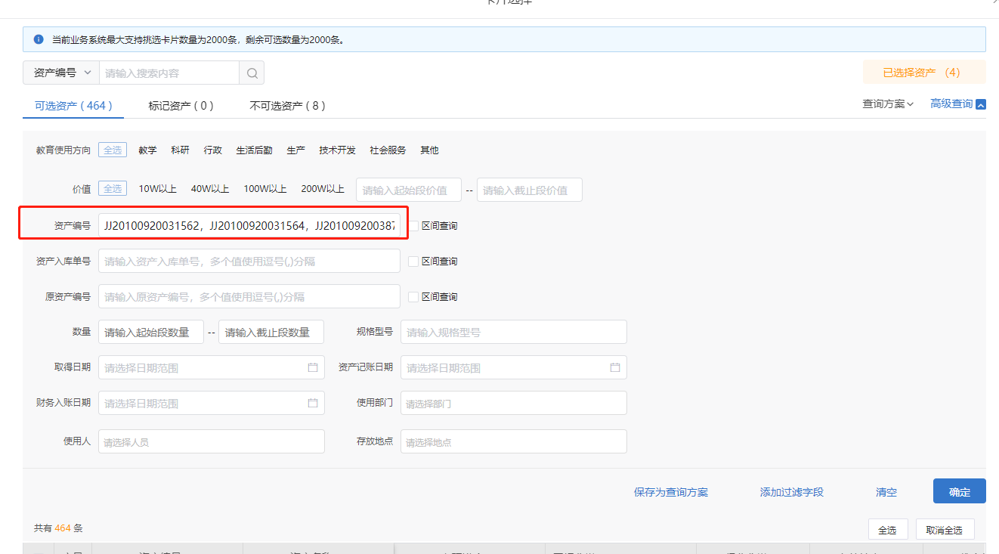 卡片选择
当前业务系统最大支持挑选卡片数量为2000条，剩余可选数量为2000条。
资产编号 请输入搜索内容 已选择资产 (4)
可选资产 ( 464 ) 标记资产 ( 0 ) 不可选资产 ( 8 ) 查询方案 高级查询
教育使用方向 全选 教学 科研 行政 生活后勤 生产 技术开发 社会服务 其他
价值 全选 10W以上 40W以上 100W以上 200W以上 请输入起始段价值 -- 请输入截止段价值
资产编号 JJ20100920031562，JJ20100920031564，JJ201009200387 区间查询
资产入库单号 请输入资产入库单号，多个值使用逗号(,)分隔 区间查询
原资产编号 请输入原资产编号，多个值使用逗号(,)分隔 区间查询
数量 请输入起始段数量 -- 请输入截止段数量 规格型号 请输入规格型号
取得日期 请选择日期范围 资产记账日期 请选择日期范围
财务入账日期 请选择日期范围 使用部门 请选择部门
使用人 请选择人员 存放地点 请选择地点
保存为查询方案 添加过滤字段 清空 确定
共有 464 条 全选 取消全选